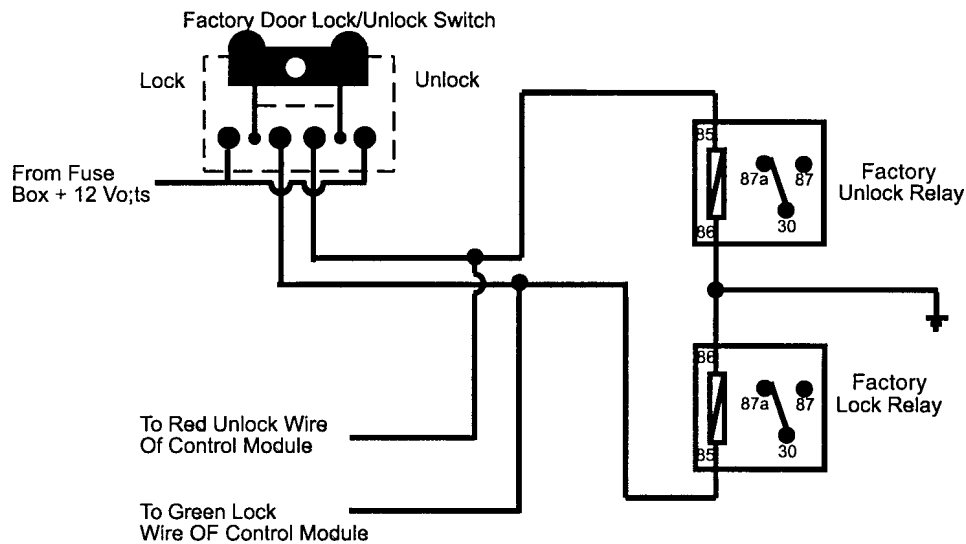 Factory Door Lock/Unlock Switch
Lock
Unlock
From Fuse
Box + 12 Vo;ts
85
87a
87
30
86
Factory
Unlock Relay
86
87a
87
30
85
Factory
Lock Relay
To Red Unlock Wire
Of Control Module
To Green Lock
Wire OF Control Module